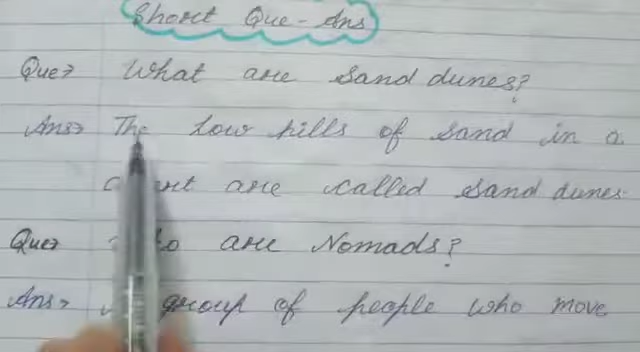 Short Que-Ans
Que> What are sand dunes?
Ans> The low hills of sand in a
are called sand dunes
Que> are Nomads?
Ans> group of people who move